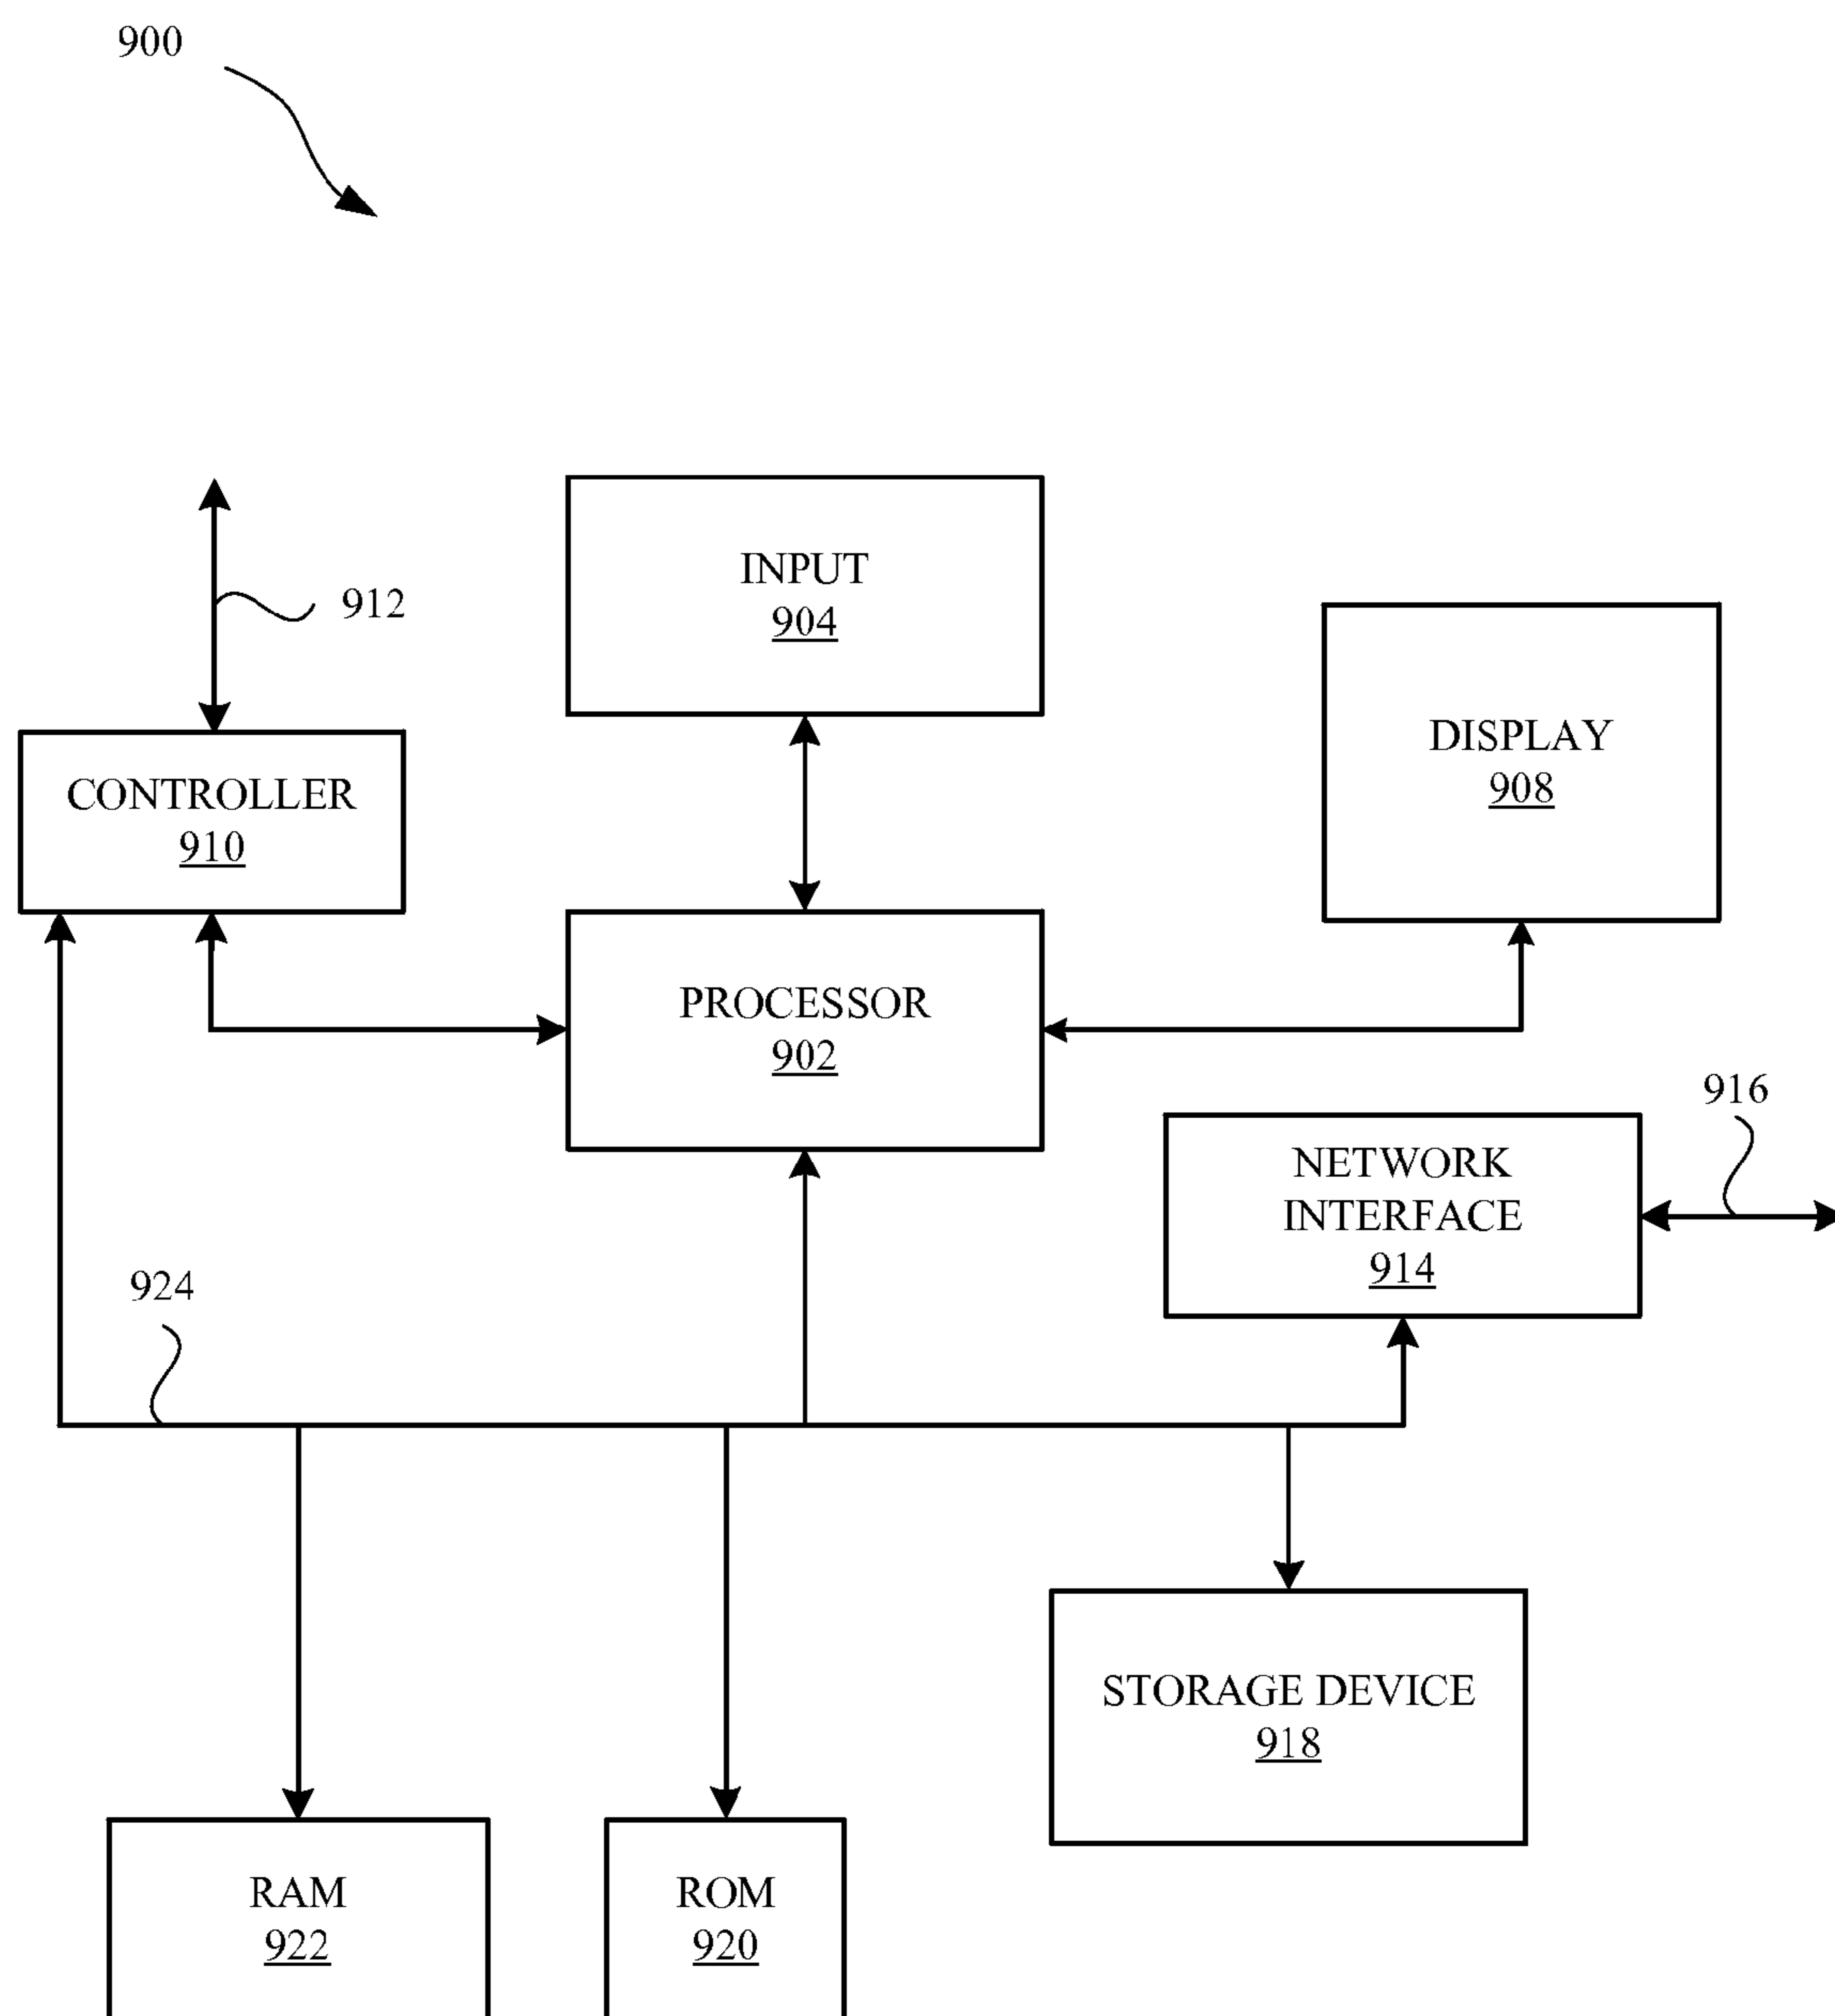 900
912
INPUT
904
DISPLAY
908
CONTROLLER
910
PROCESSOR
902
916
NETWORK
INTERFACE
914
924
STORAGE DEVICE
918
RAM
922
ROM
920